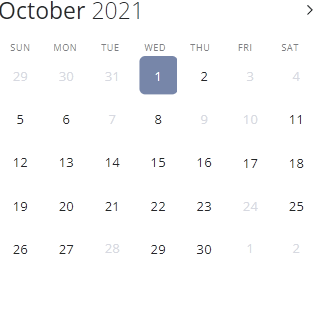 October 2021
SUN MON TUE WED THU FRI SAT
29 30 31 1 2 3 4
5 6 7 8 9 10 11
12 13 14 15 16 17 18
19 20 21 22 23 24 25
26 27 28 29 30 1 2